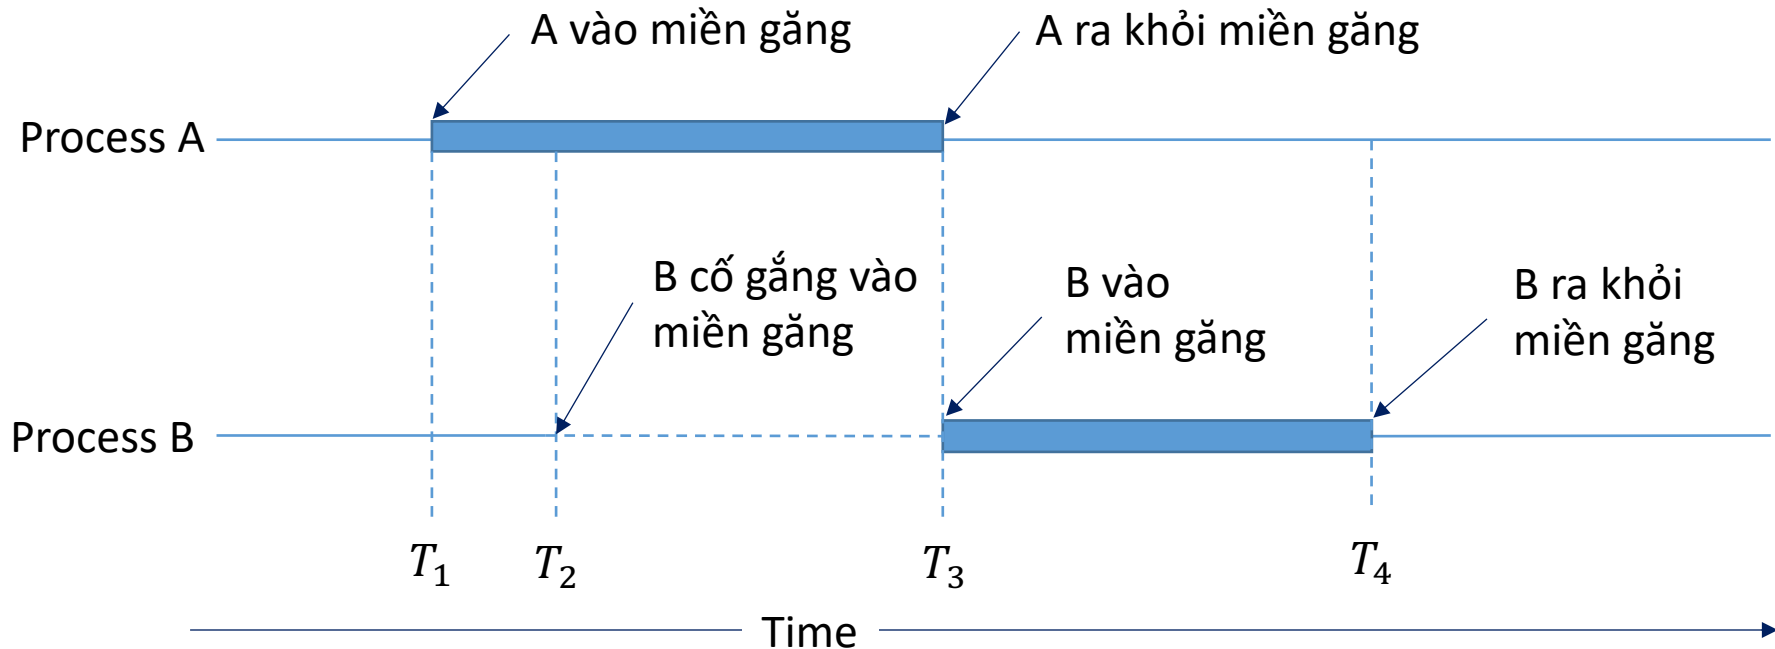 A vào miền găng
A ra khỏi miền găng
Process A
B cố gắng vào
miền găng
B vào
miền găng
B ra khỏi
miền găng
Process B
T₁
T₂
T₃
T₄
Time